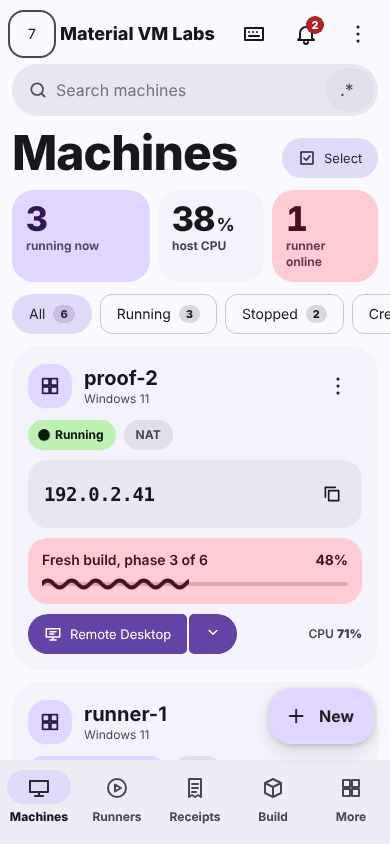 7
Material VM Labs
2
Search machines
.*
Machines
Select
3
running now
38%
host CPU
1
runner
online
All 6
Running 3
Stopped 2
Cre
proof-2
Windows 11
Running
NAT
192.0.2.41
Fresh build, phase 3 of 6
48%
Remote Desktop
CPU 71%
runner-1
Windows 11
New
Machines
Runners
Receipts
Build
More